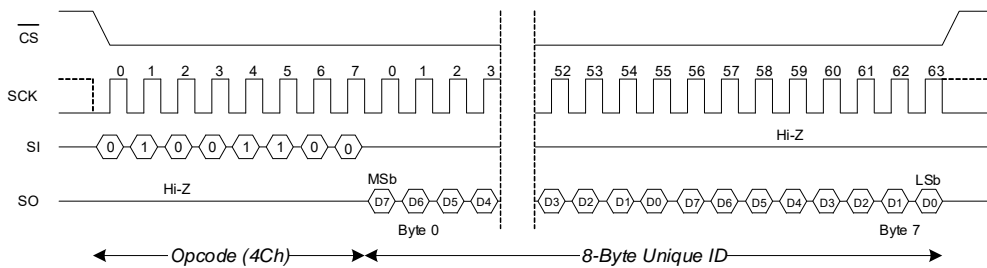 CS
0 1 2 3 4 5 6 7 0 1 2 3 52 53 54 55 56 57 58 59 60 61 62 63
SCK
Hi-Z
SI 0 1 0 0 1 1 0 0
MSb LSb
Hi-Z
SO D7 D6 D5 D4 D3 D2 D1 D0 D7 D6 D5 D4 D3 D2 D1 D0
Byte 0 Byte 7
Opcode (4Ch) 8-Byte Unique ID